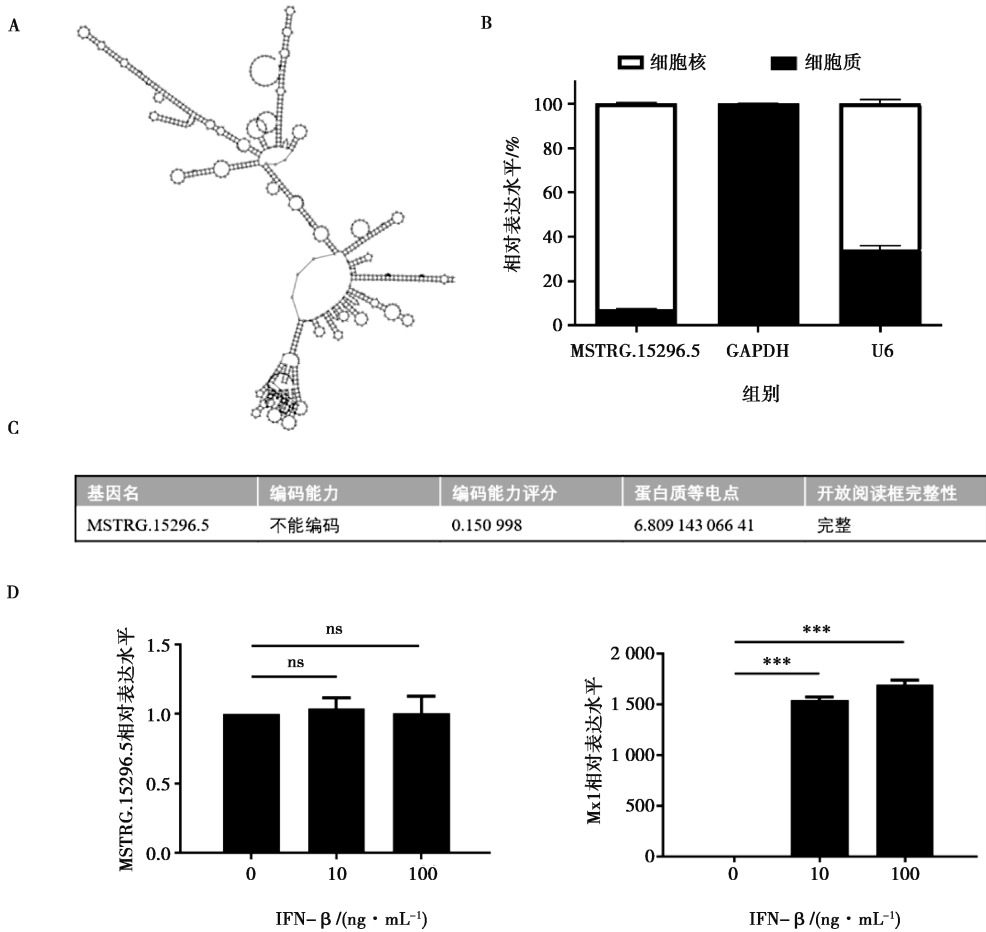 A
B
细胞核 细胞质
相对表达水平/%
100
80
60
40
20
0
MSTRG.15296.5 GAPDH U6
组别
C
基因名 编码能力 编码能力评分 蛋白质等电点 开放阅读框完整性
MSTRG.15296.5 不能编码 0.150 998 6.809 143 066 41 完整
D
MSTRG.15296.5相对表达水平
1.5
1.0
0.5
0.0
ns
ns
0 10 100
IFN-β/(ng·mL⁻¹)
Mx1相对表达水平
2 000
1 500
1 000
500
0
***
***
0 10 100
IFN-β/(ng·mL⁻¹)